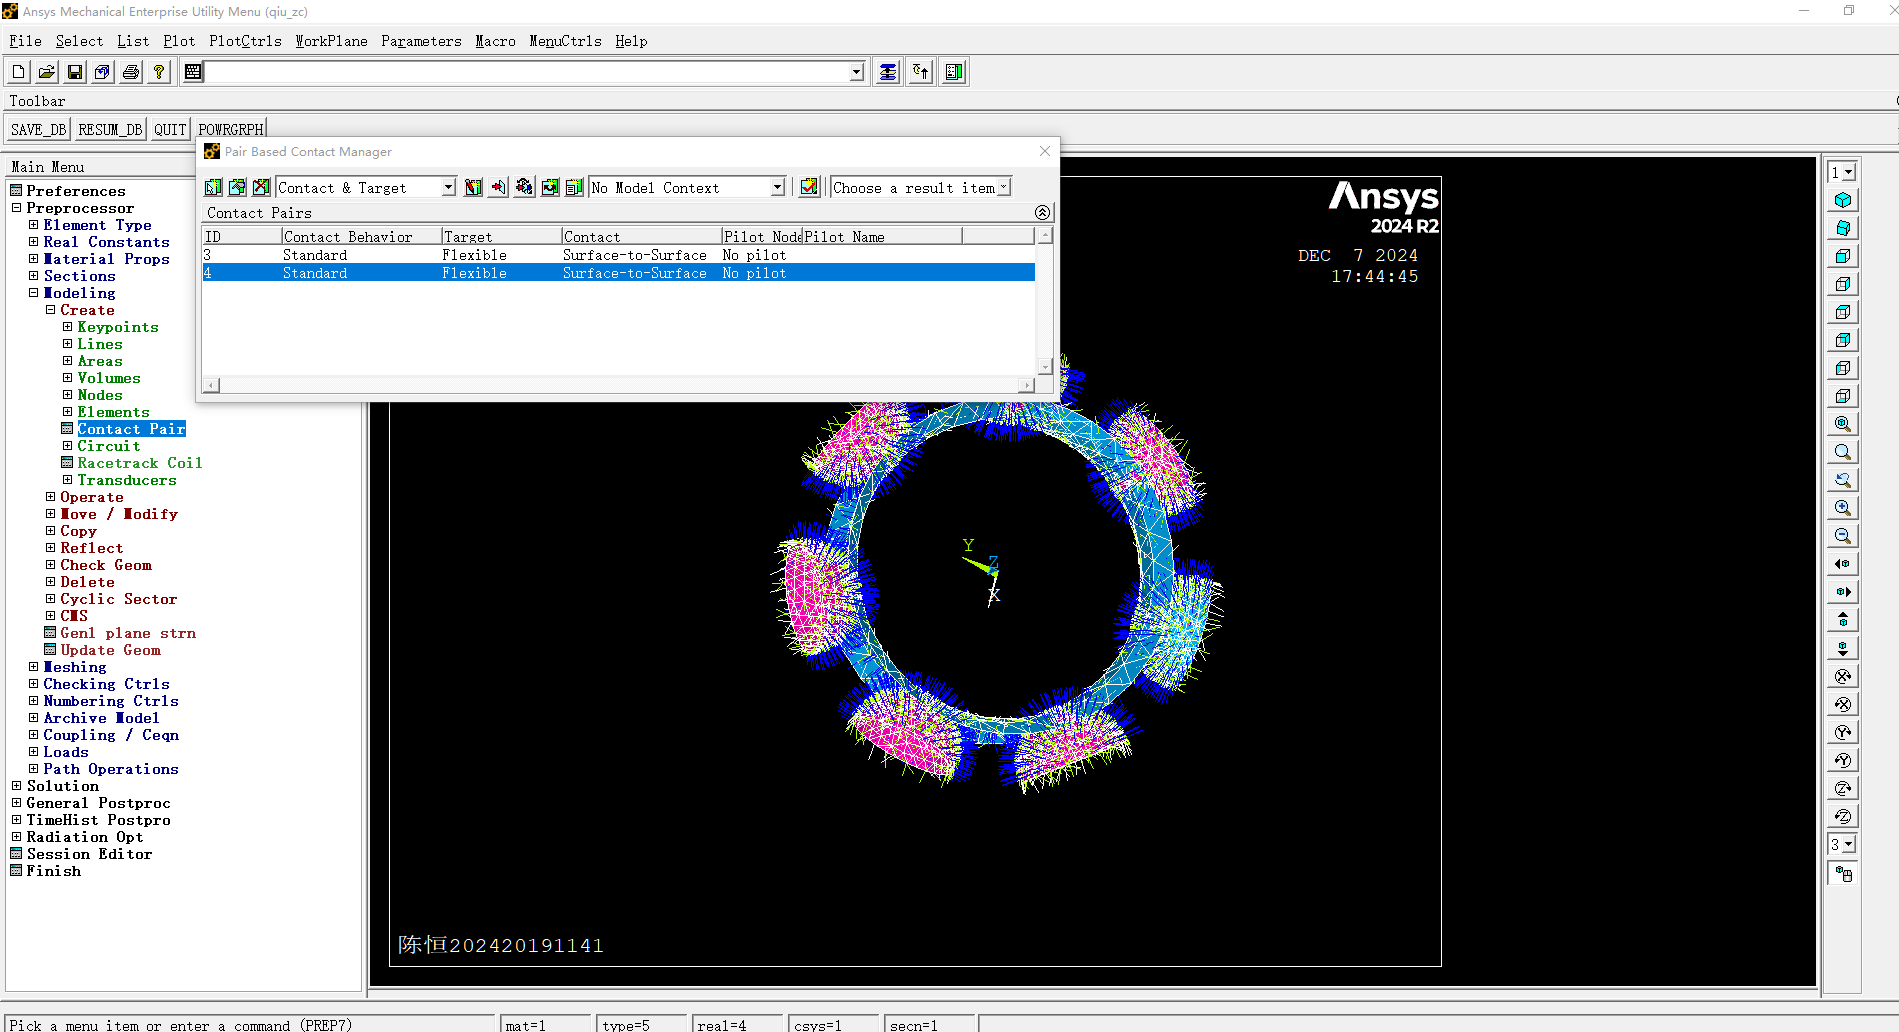 Ansys Mechanical Enterprise Utility Menu (qiu_zc)
File Select List Plot PlotCtrls WorkPlane Parameters Macro MenuCtrls Help
Toolbar
SAVE_DB RESUM_DB QUIT POWRGRPH
Pair Based Contact Manager
Contact & Target No Model Context Choose a result item
Contact Pairs
ID Contact Behavior Target Contact Pilot Node Pilot Name
3 Standard Flexible Surface-to-Surface No pilot
4 Standard Flexible Surface-to-Surface No pilot
Main Menu
Preferences
Preprocessor
Element Type
Real Constants
Material Props
Sections
Modeling
Create
Keypoints
Lines
Areas
Volumes
Nodes
Elements
Contact Pair
Circuit
Racetrack Coil
Transducers
Operate
Move / Modify
Copy
Reflect
Check Geom
Delete
Cyclic Sector
CMS
Genl plane strn
Update Geom
Meshing
Checking Ctrls
Numbering Ctrls
Archive Model
Coupling / Ceqn
Loads
Path Operations
Solution
General Postproc
TimeHist Postpro
Radiation Opt
Session Editor
Finish
Ansys
2024 R2
DEC 7 2024
17:44:45
Y
Z
X
陈恒202420191141
1
3
Pick a menu item or enter a command (PREP7) mat=1 type=5 real=4 csys=1 secn=1